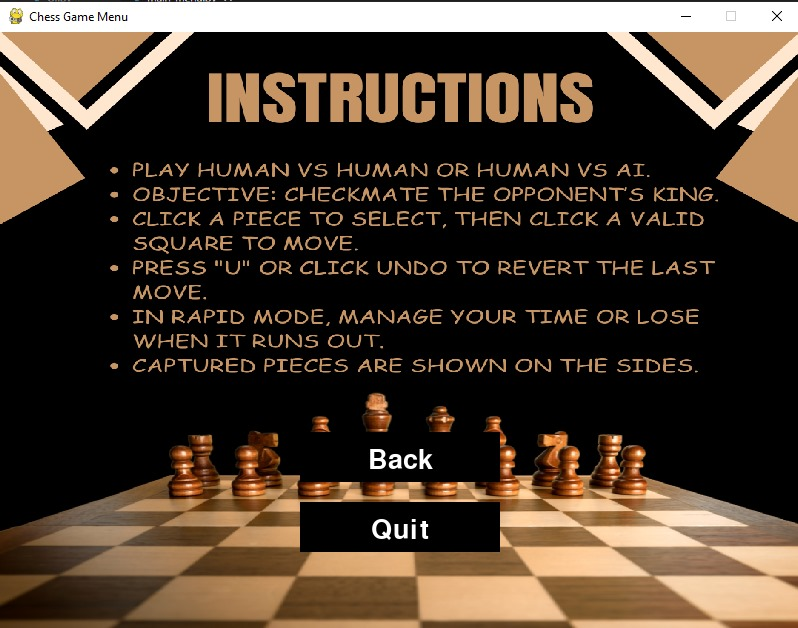 Chess Game Menu
INSTRUCTIONS
• PLAY HUMAN VS HUMAN OR HUMAN VS AI.
• OBJECTIVE: CHECKMATE THE OPPONENT'S KING.
• CLICK A PIECE TO SELECT, THEN CLICK A VALID
SQUARE TO MOVE.
• PRESS "U" OR CLICK UNDO TO REVERT THE LAST
MOVE.
• IN RAPID MODE, MANAGE YOUR TIME OR LOSE
WHEN IT RUNS OUT.
• CAPTURED PIECES ARE SHOWN ON THE SIDES.
Back
Quit